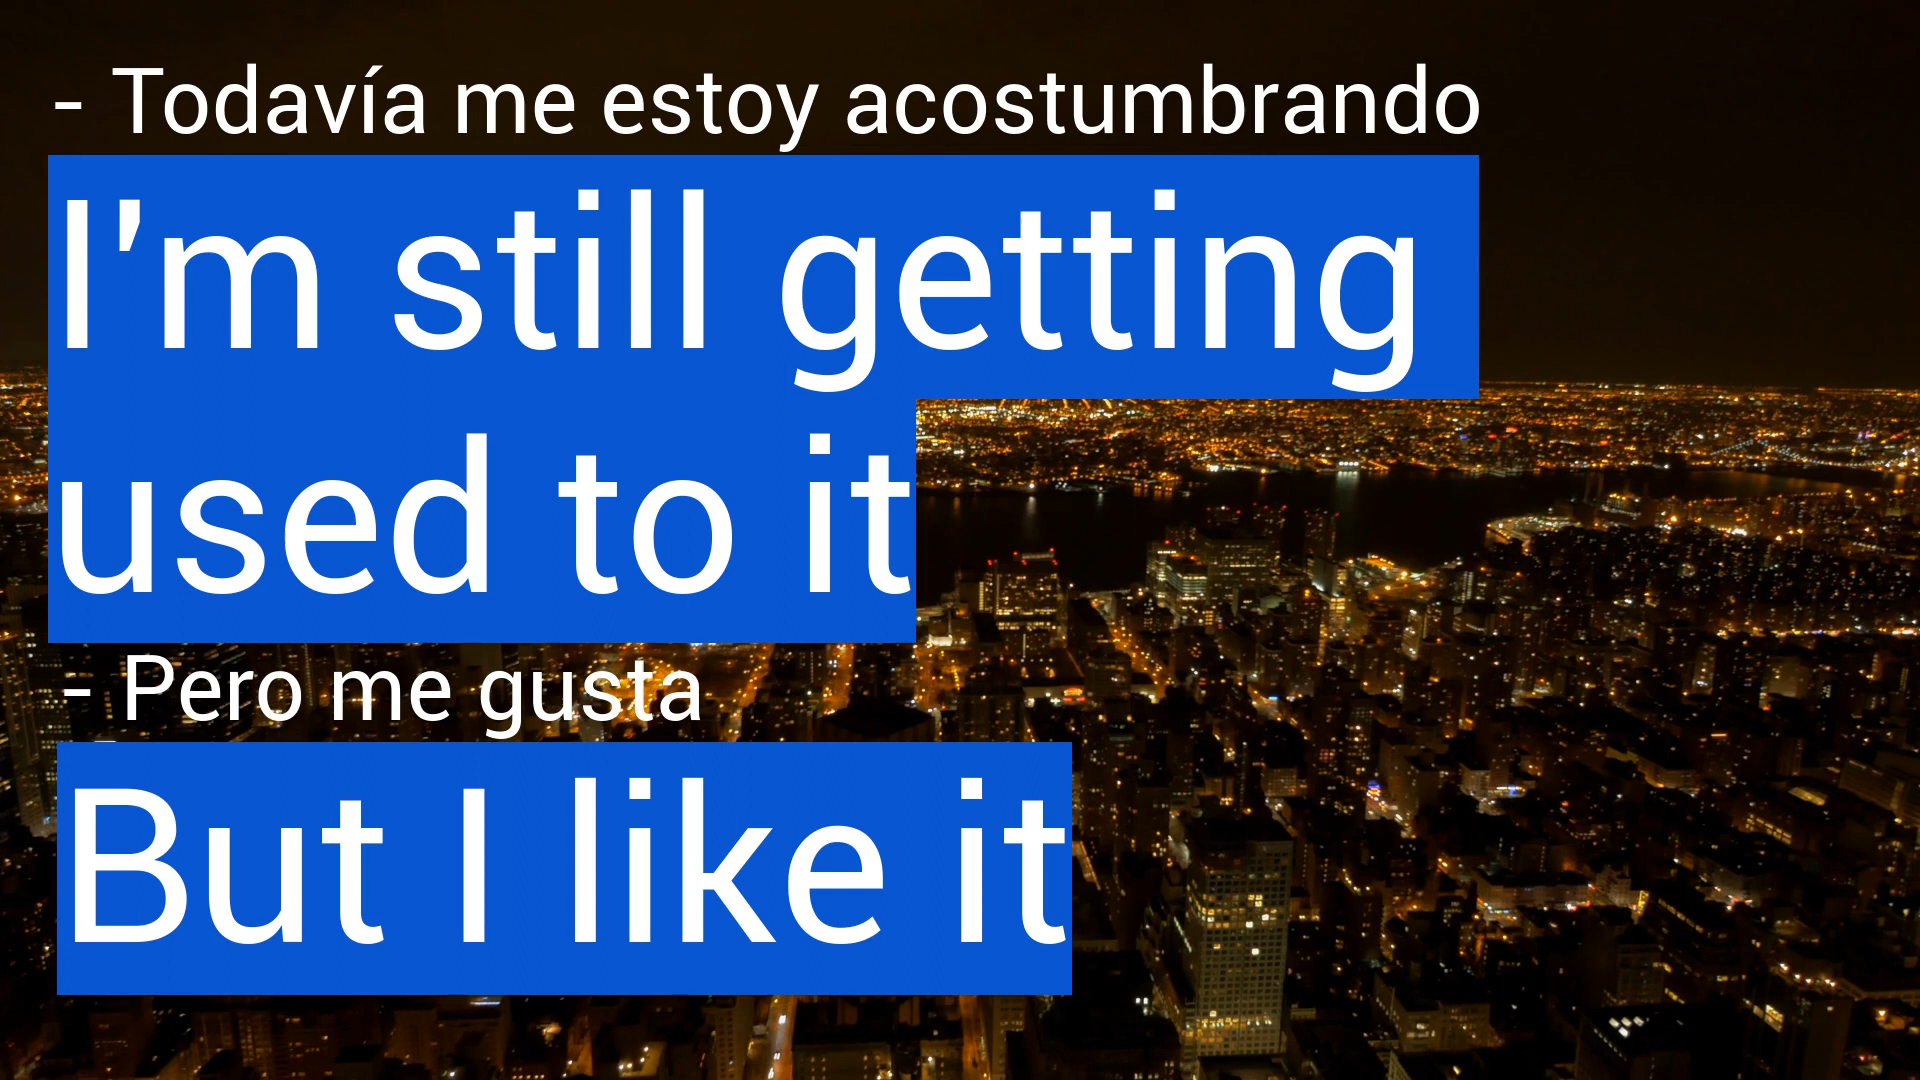 - Todavía me estoy acostumbrando
I'm still getting
used to it
- Pero me gusta
But I like it